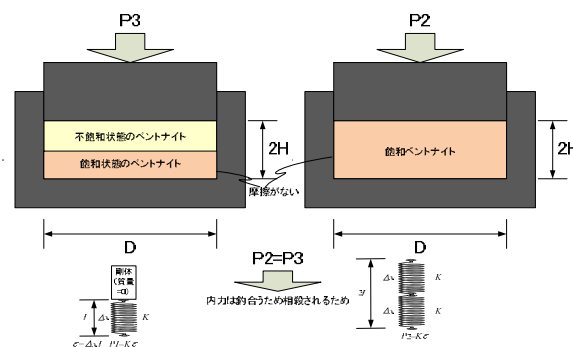 P3
P2
不飽和状態のベントナイト
飽和状態のベントナイト
2H
飽和ベントナイト
2H
摩擦がない
D
D
P2=P3
内力は釣合うため相殺されるため
剛体
(質量
=0)
K
K
K